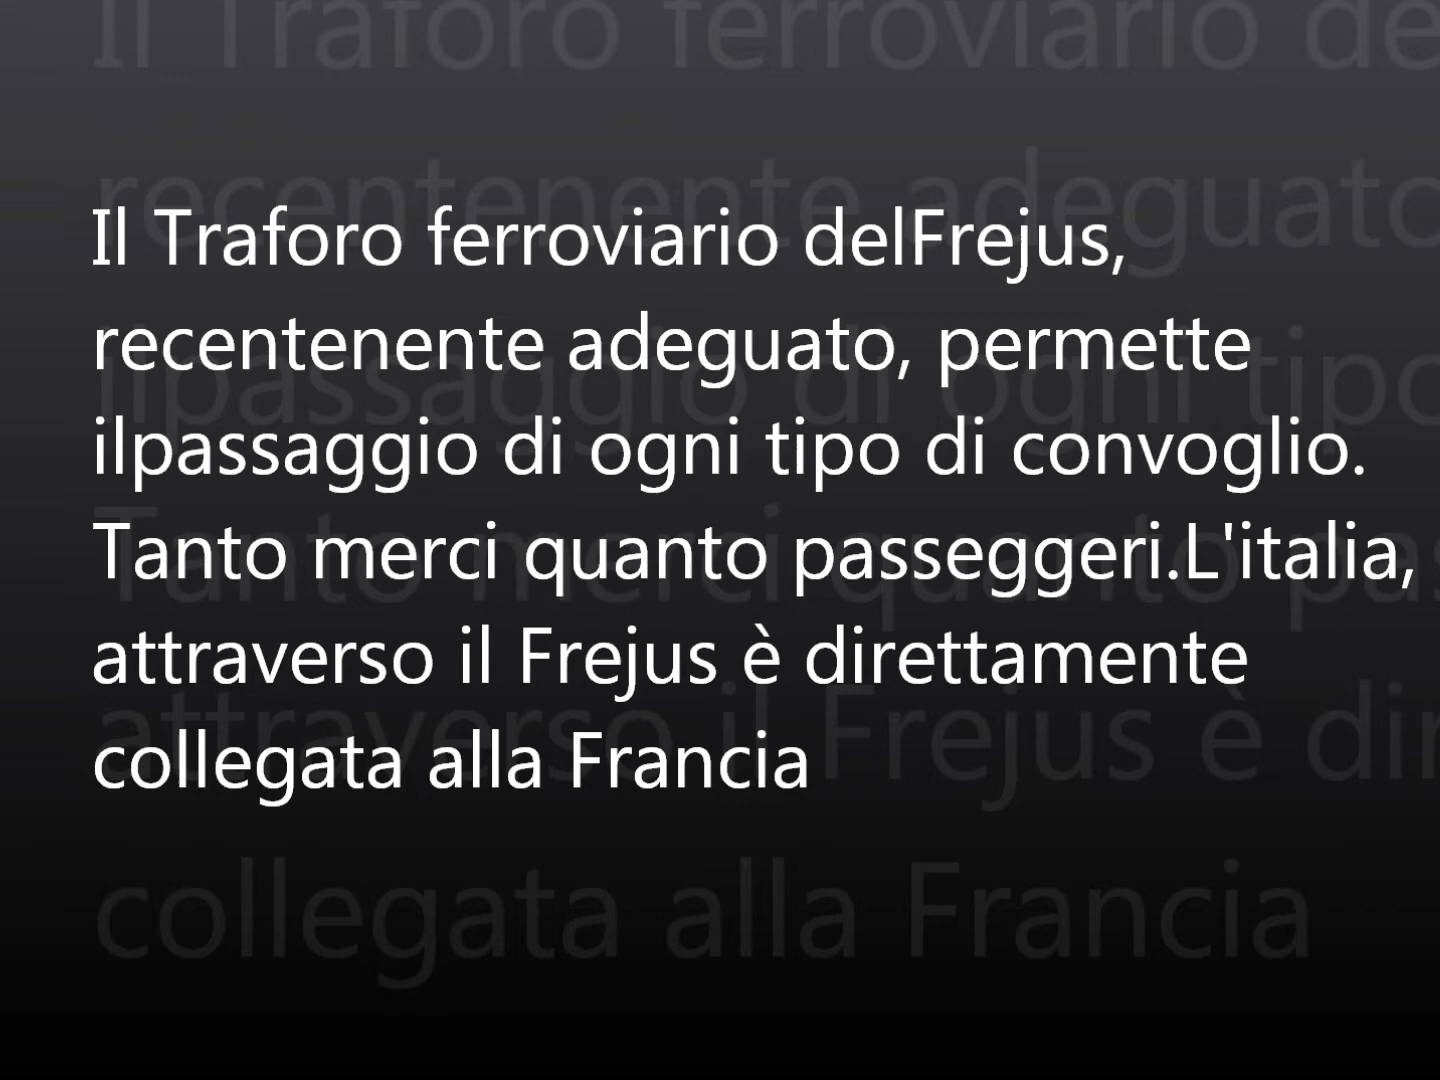 Il Traforo ferroviario delFrejus,
recentenente adeguato, permette
ilpassaggio di ogni tipo di convoglio.
Tanto merci quanto passeggeri.L'italia,
attraverso il Frejus è direttamente
collegata alla Francia